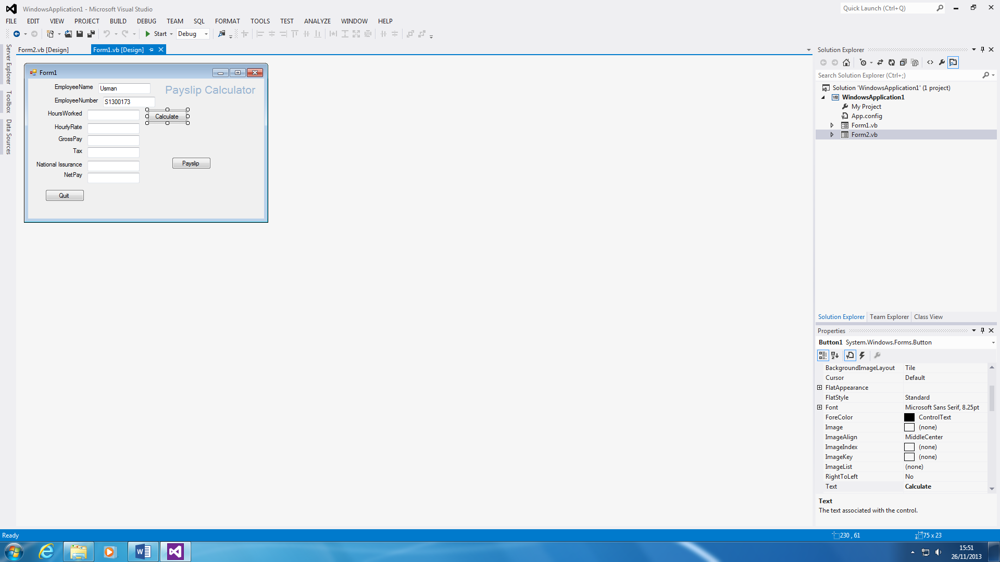 WindowsApplication1 - Microsoft Visual Studio
Quick Launch (Ctrl+Q)
FILE EDIT VIEW PROJECT BUILD DEBUG TEAM SQL FORMAT TOOLS TEST ANALYZE WINDOW HELP
Start Debug
Server Explorer
Toolbox
Data Sources
Form2.vb [Design] Form1.vb [Design]
Form1
EmployeeName Usman
Payslip Calculator
EmployeeNumber S1300173
HoursWorked
Calculate
HourlyRate
GrossPay
Tax
National Issurance
Payslip
NetPay
Quit
Solution Explorer
Search Solution Explorer (Ctrl+;)
Solution 'WindowsApplication1' (1 project)
VB WindowsApplication1
My Project
App.config
Form1.vb
Form2.vb
Solution Explorer Team Explorer Class View
Properties
Button1 System.Windows.Forms.Button
BackgroundImageLayout Tile
Cursor Default
FlatAppearance
FlatStyle Standard
Font Microsoft Sans Serif, 8.25pt
ForeColor ControlText
Image (none)
ImageAlign MiddleCenter
ImageIndex (none)
ImageKey (none)
ImageList (none)
RightToLeft No
Text Calculate
Text
The text associated with the control.
Ready
230 , 61
75 x 23
15:51
26/11/2013